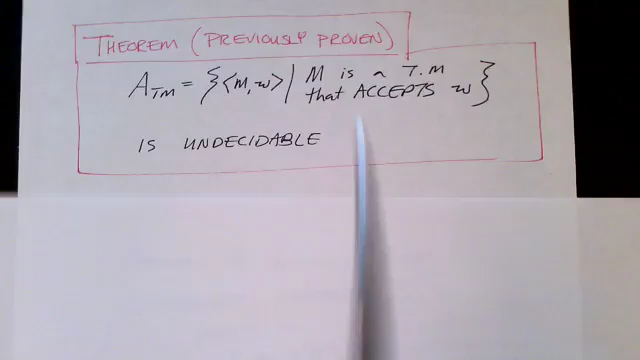 THEOREM (PREVIOUSLY PROVEN)
A_TM = {<M, w> | M is a T.M
that ACCEPTS w}
IS UNDECIDABLE